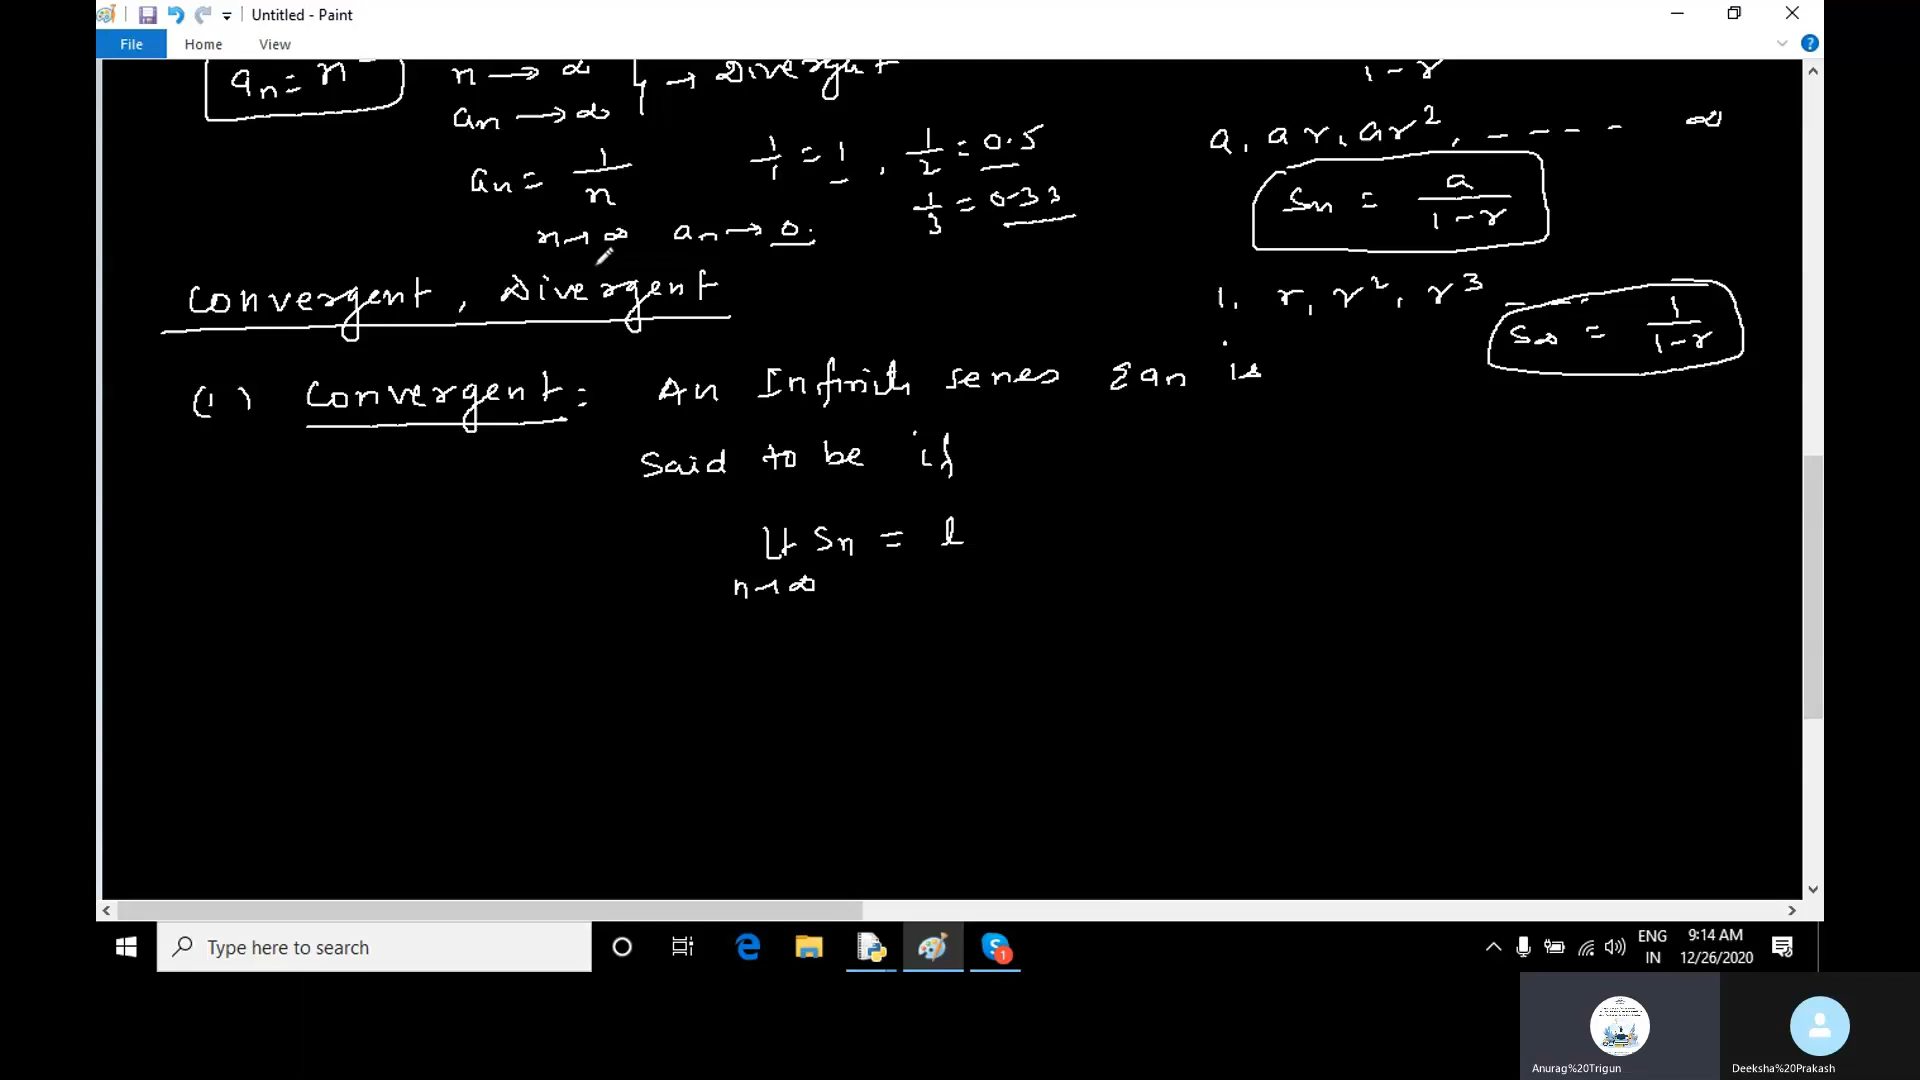 Untitled - Paint
File Home View
an = n
n → ∞
→ Divergent
an → ∞
1 - r
a, ar, ar², - - - - ∞
an = 1/n
1/1 = 1, 1/2 = 0.5
1/3 = 0.33
n → ∞ an → 0.
Sn = a/1-r
Convergent, Divergent
1, r, r², r³ - - -
S∞ = 1/1-r
(1) Convergent: An Infinite series Σan is
Said to be if
Lt Sn = l
n → ∞
Type here to search
1
ENG
IN
9:14 AM
12/26/2020
Anurag%20Trigun
Deeksha%20Prakash